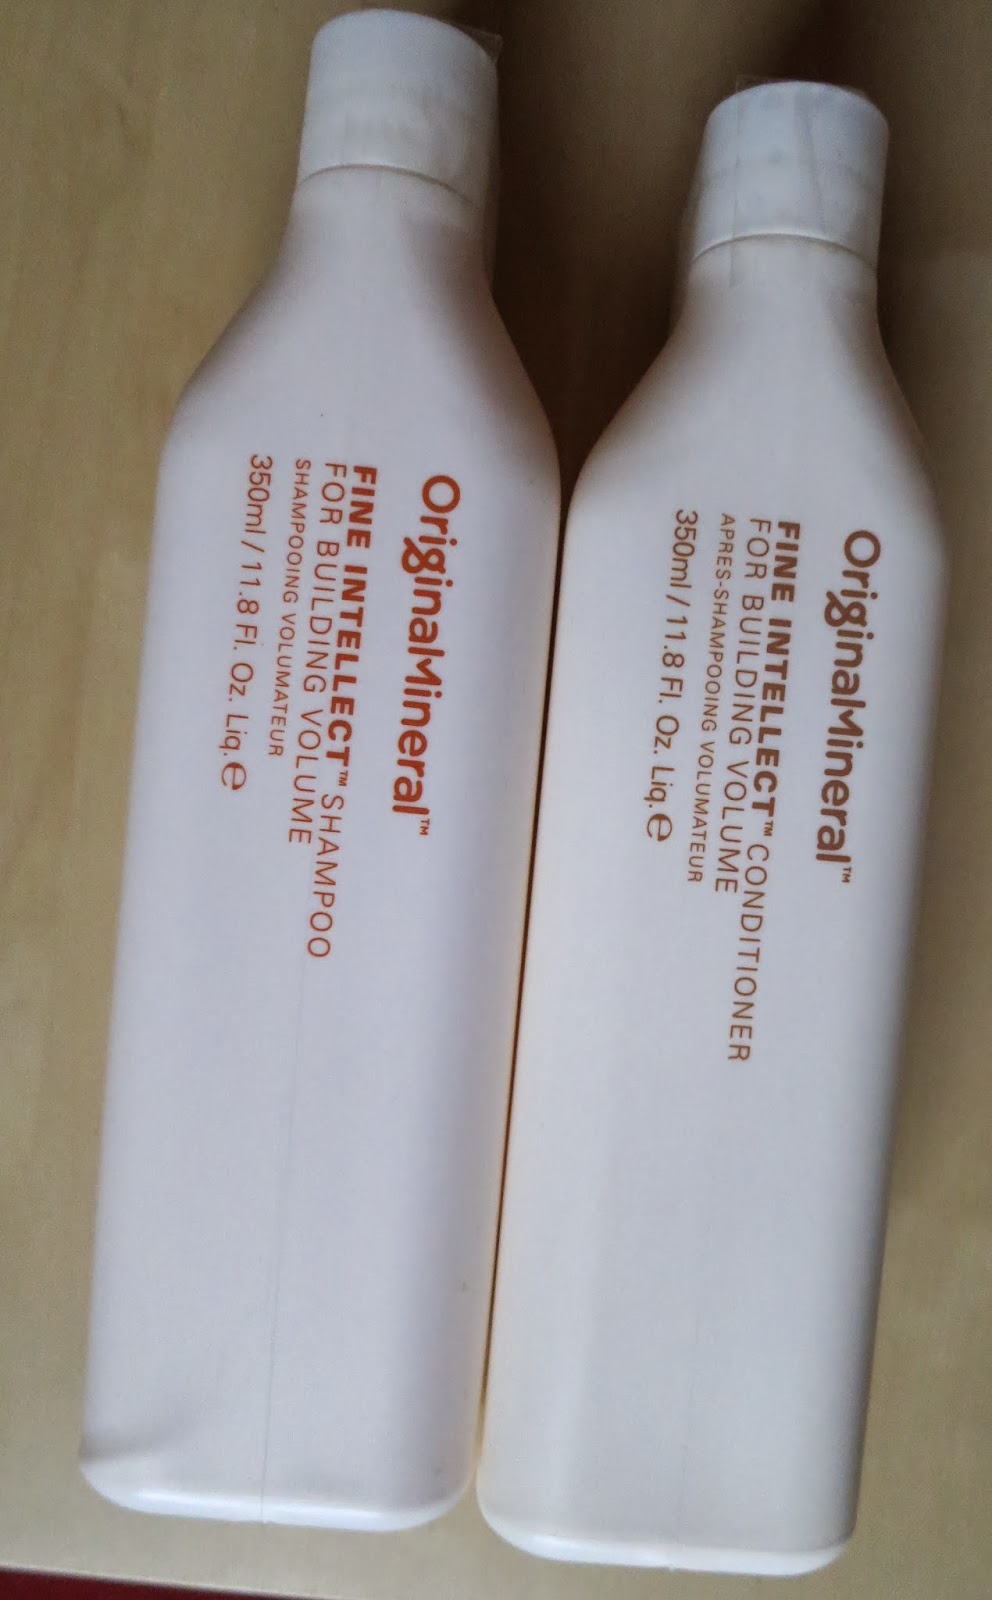 OriginalMineral™
FINE INTELLECT™ SHAMPOO
FOR BUILDING VOLUME
SHAMPOOING VOLUMATEUR
350ml / 11.8 Fl. Oz. Liq. ℮
OriginalMineral™
FINE INTELLECT™ CONDITIONER
FOR BUILDING VOLUME
APRES-SHAMPOOING VOLUMATEUR
350ml / 11.8 Fl. Oz. Liq. ℮